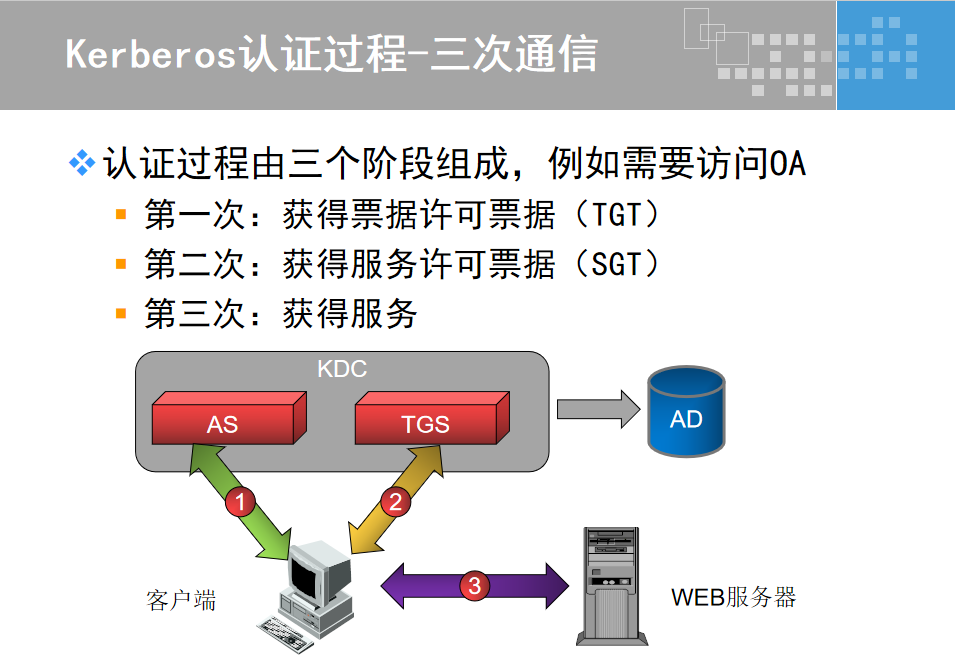 Kerberos认证过程-三次通信
认证过程由三个阶段组成，例如需要访问OA
第一次：获得票据许可票据（TGT）
第二次：获得服务许可票据（SGT）
第三次：获得服务
KDC
AS
TGS
AD
1
2
3
客户端
WEB服务器